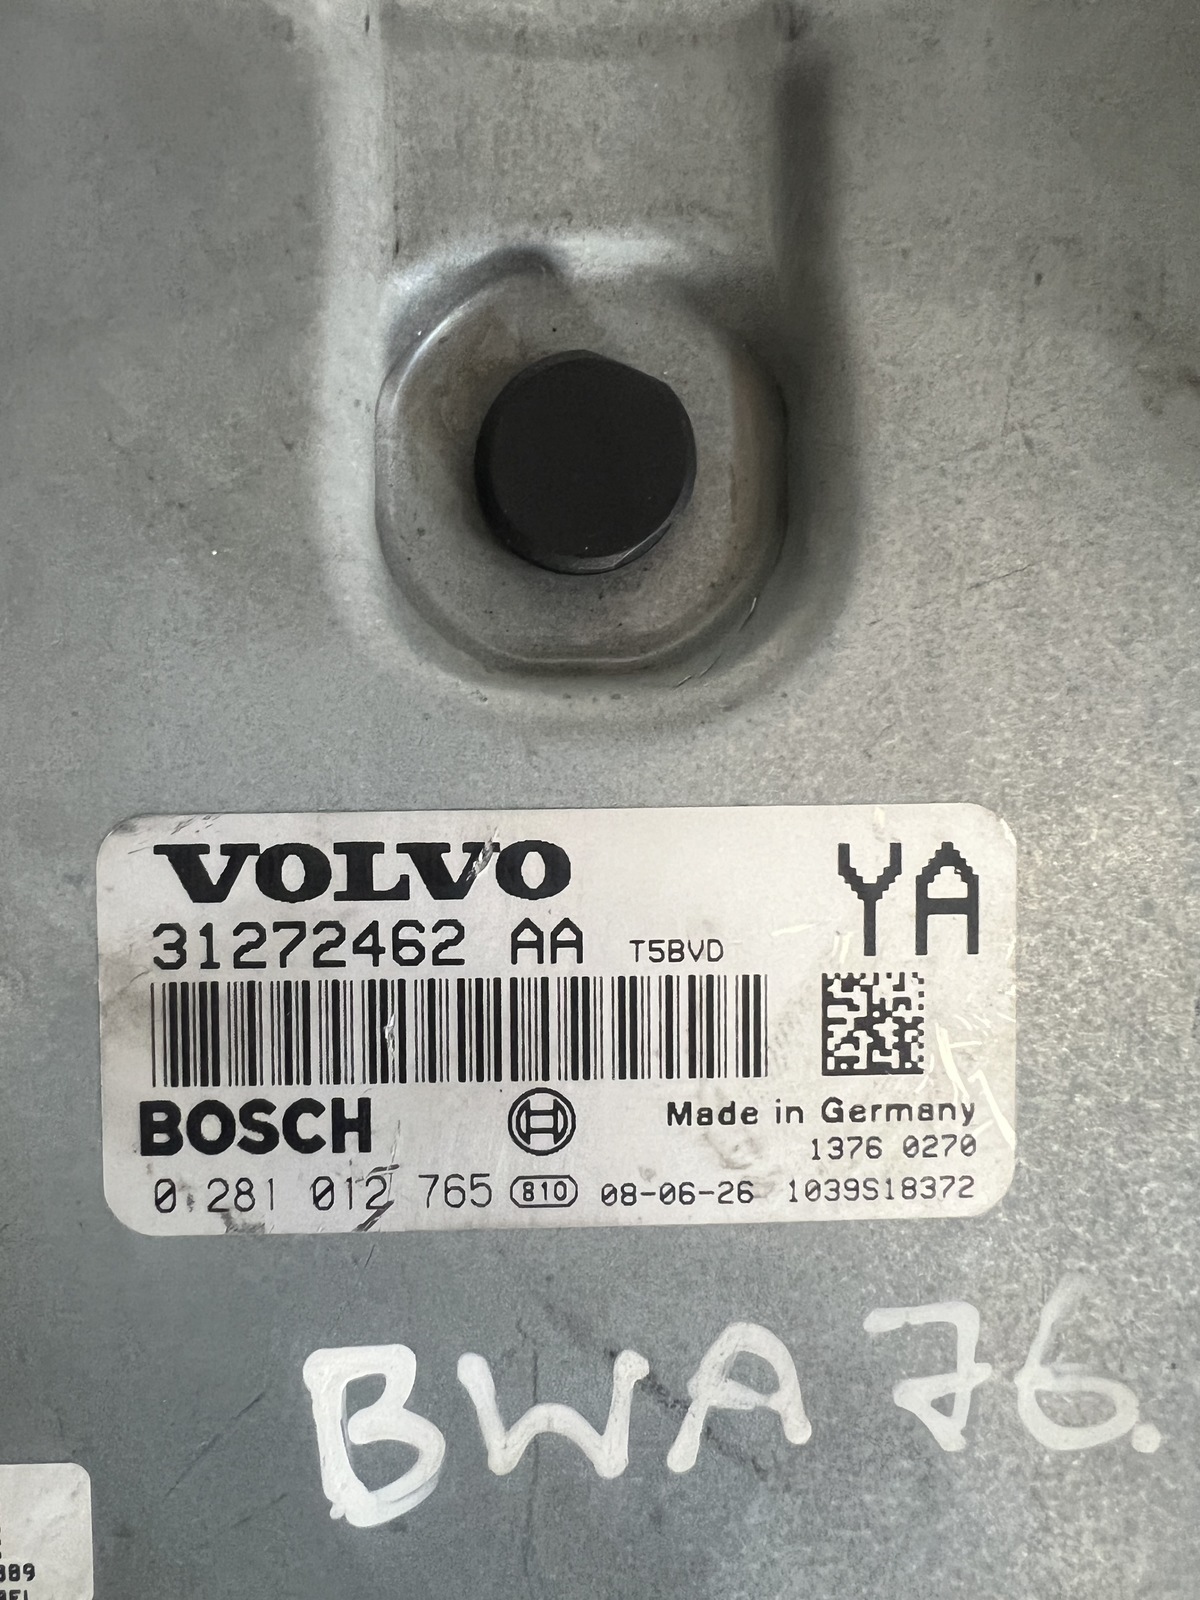 VOLVO
YA
31272462 AA T5BVD
BOSCH
Made in Germany
1376 0270
0 281 012 765 810 08-06-26 1039S18372
BWA 76.